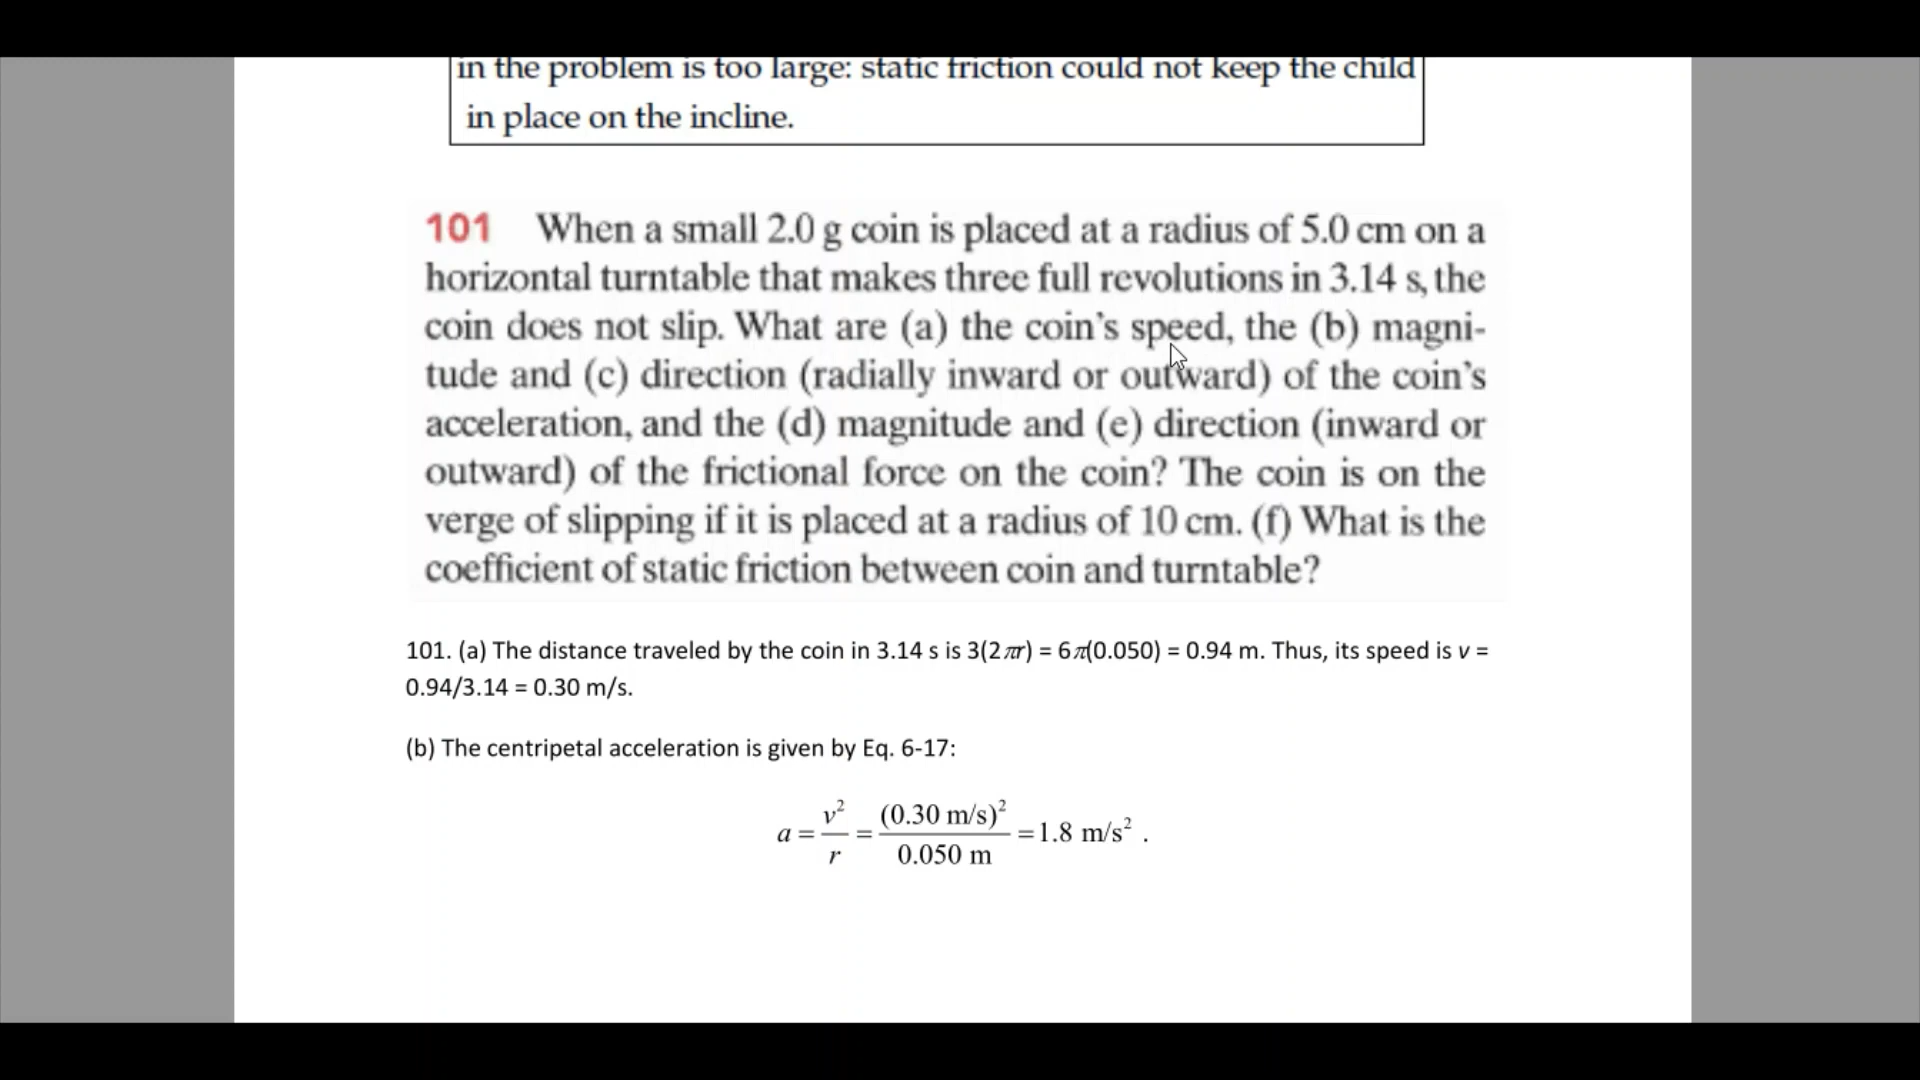 in the problem is too large: static friction could not keep the child
in place on the incline.
101 When a small 2.0 g coin is placed at a radius of 5.0 cm on a
horizontal turntable that makes three full revolutions in 3.14 s, the
coin does not slip. What are (a) the coin's speed, the (b) magni-
tude and (c) direction (radially inward or outward) of the coin's
acceleration, and the (d) magnitude and (e) direction (inward or
outward) of the frictional force on the coin? The coin is on the
verge of slipping if it is placed at a radius of 10 cm. (f) What is the
coefficient of static friction between coin and turntable?
101. (a) The distance traveled by the coin in 3.14 s is 3(2πr) = 6π(0.050) = 0.94 m. Thus, its speed is v =
0.94/3.14 = 0.30 m/s.
(b) The centripetal acceleration is given by Eq. 6-17:
a = v²/r = (0.30 m/s)²/0.050 m = 1.8 m/s² .